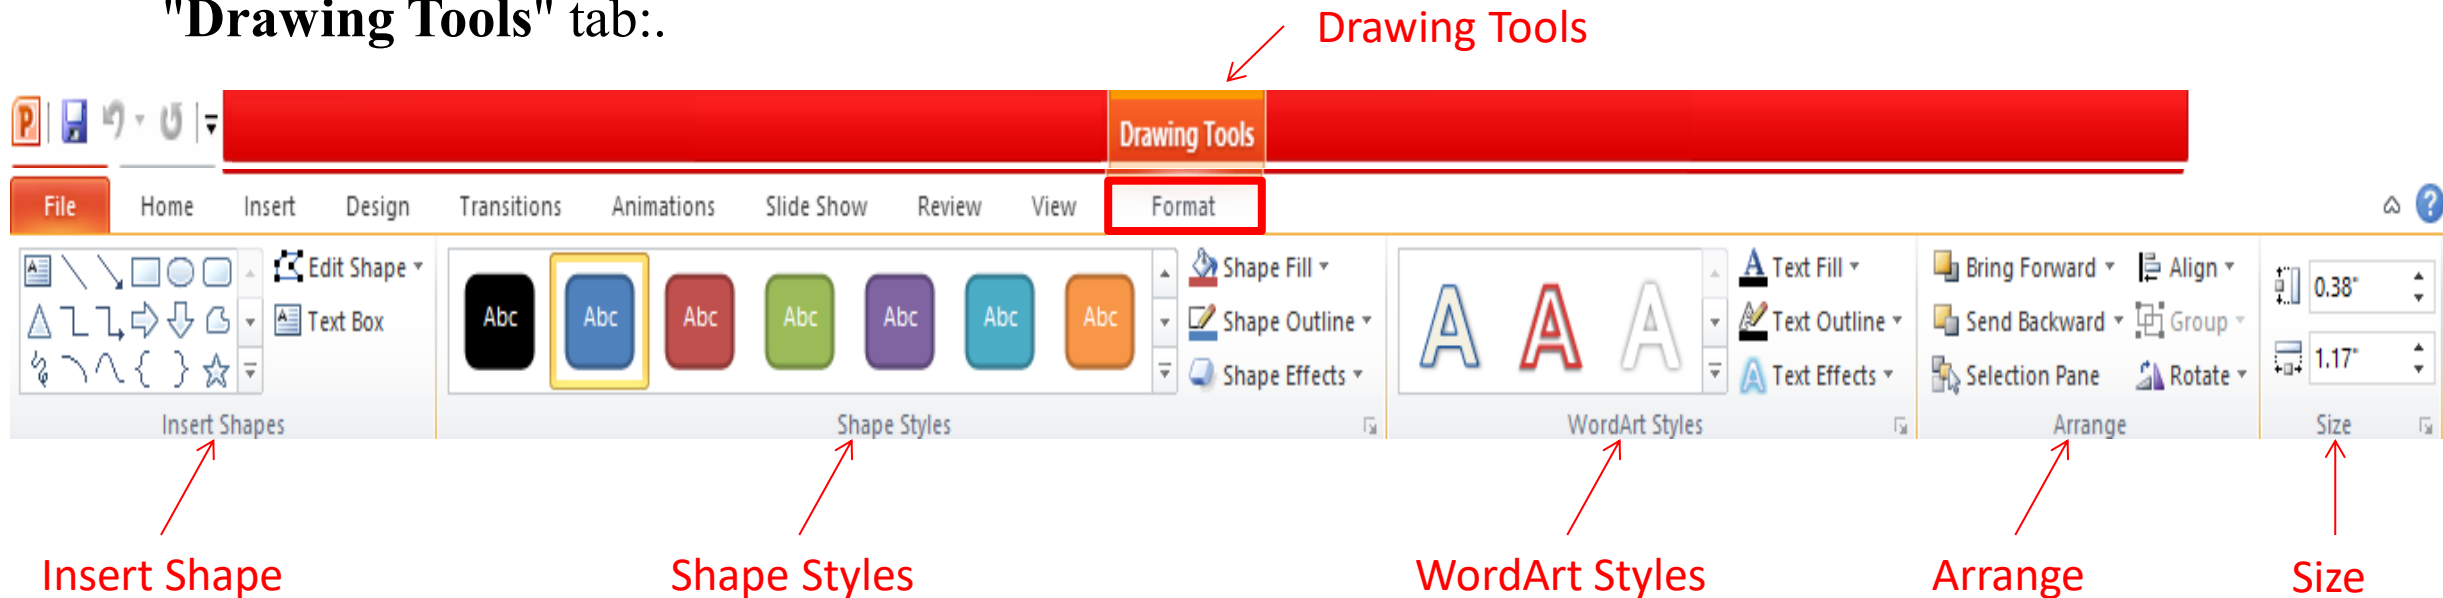 "Drawing Tools" tab:.
Drawing Tools
Drawing Tools
File Home Insert Design Transitions Animations Slide Show Review View Format
Edit Shape
Text Box
Insert Shapes
Abc Abc Abc Abc Abc Abc Abc
Shape Fill
Shape Outline
Shape Effects
Shape Styles
A A A
Text Fill
Text Outline
Text Effects
WordArt Styles
Bring Forward Align
Send Backward Group
Selection Pane Rotate
Arrange
0.38"
1.17"
Size
Insert Shape Shape Styles WordArt Styles Arrange Size